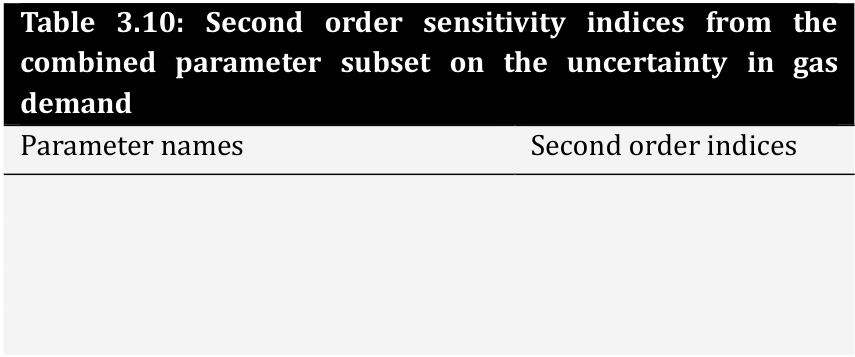 Table 3.10: Second order sensitivity indices from the
combined parameter subset on the uncertainty in gas
demand
Parameter names Second order indices